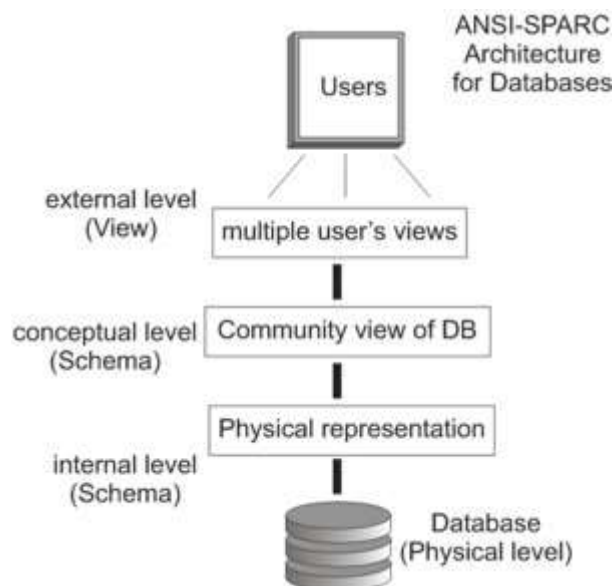 ANSI-SPARC
Architecture
for Databases
Users
external level
(View)
multiple user's views
conceptual level
(Schema)
Community view of DB
Physical representation
internal level
(Schema)
Database
(Physical level)